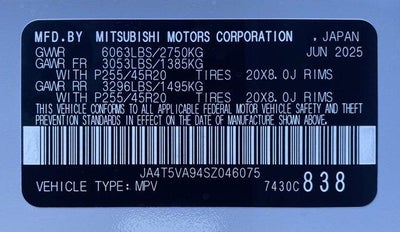 MFD.BY MITSUBISHI MOTORS CORPORATION . JAPAN
GVWR 6063LBS/2750KG JUN 2025
GAWR FR 3053LBS/1385KG
WITH P255/45R20 TIRES 20X8.0J RIMS
GAWR RR 3296LBS/1495KG
WITH P255/45R20 TIRES 20X8.0J RIMS
THIS VEHICLE CONFORMS TO ALL APPLICABLE FEDERAL MOTOR VEHICLE SAFETY AND THEFT
PREVENTION STANDARDS IN EFFECT ON THE DATE OF MANUFACTURE SHOWN ABOVE.
JA4T5VA94SZ046075
VEHICLE TYPE: MPV 7430C 838